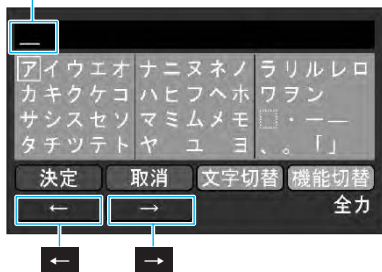 アイウエオ ナニヌネノ ラリルレロ
カキクケコ ハヒフヘホ ワヲン
サシスセソ マミムメモ ・ー―
タチツテト ヤ ユ ヨ 、。「」
決定 取消 文字切替 機能切替
← → 全カ
← →